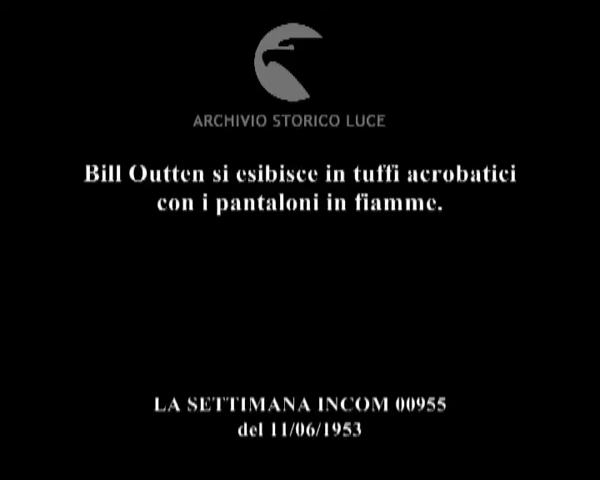 ARCHIVIO STORICO LUCE
Bill Outten si esibisce in tuffi acrobatici
con i pantaloni in fiamme.
LA SETTIMANA INCOM 00955
del 11/06/1953